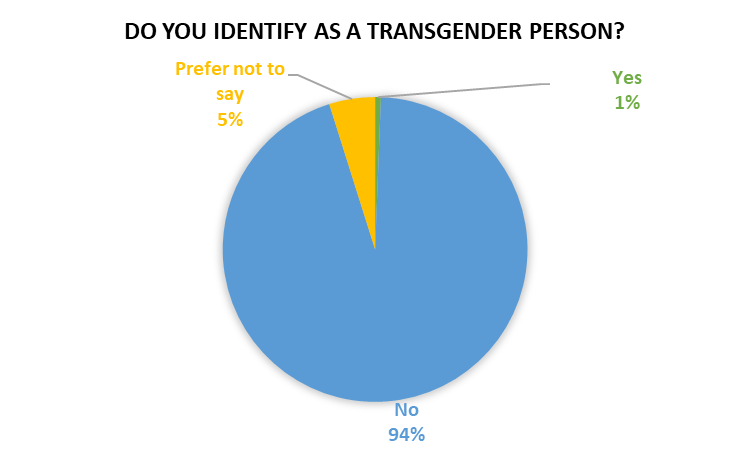 DO YOU IDENTIFY AS A TRANSGENDER PERSON?
Prefer not to
say
5%
Yes
1%
No
94%